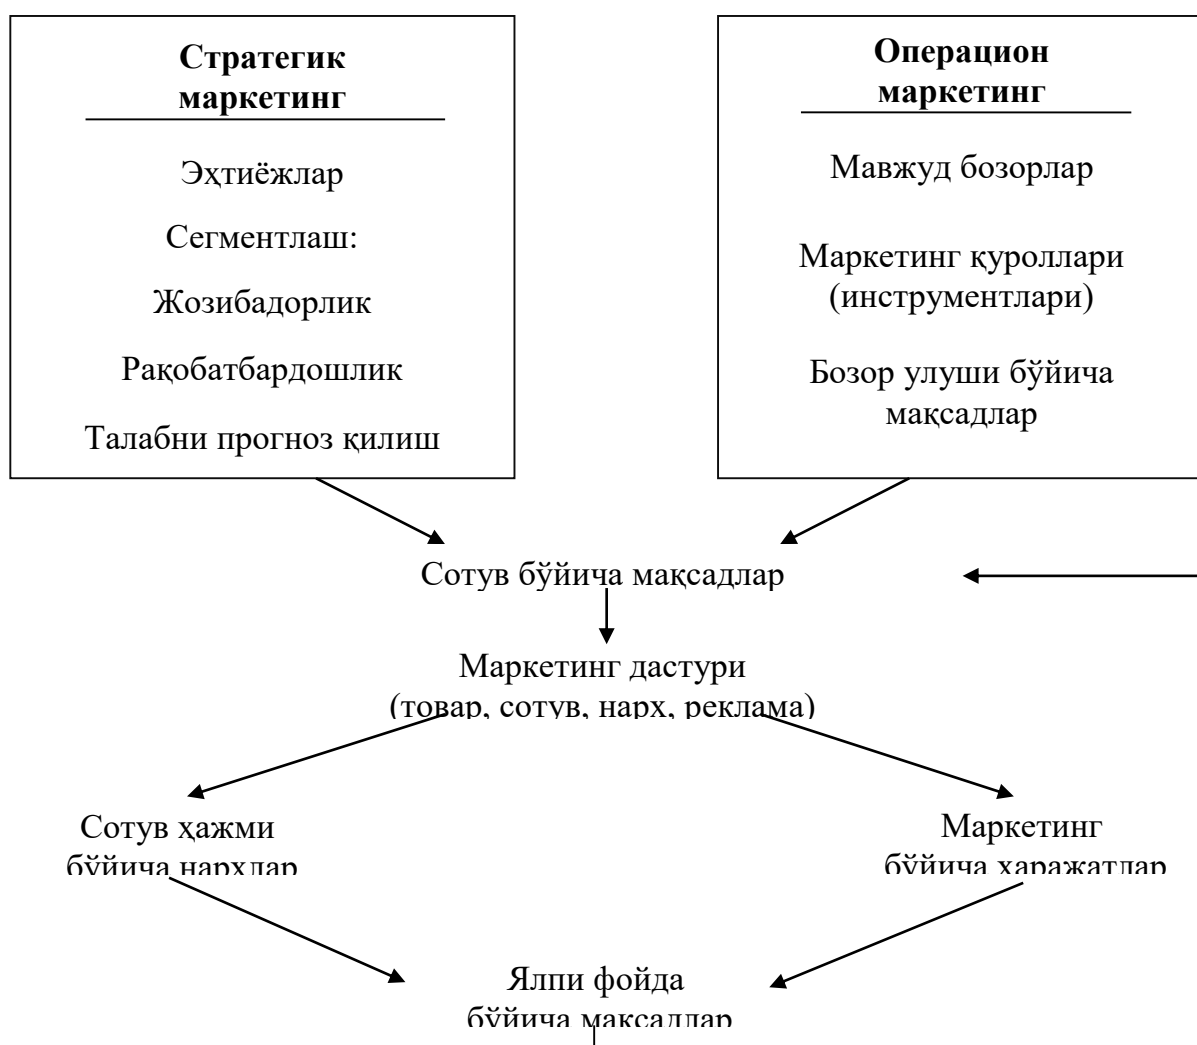 Стратегик
маркетинг
Эҳтиёжлар
Сегментлаш:
Жозибадорлик
Рақобатбардошлик
Талабни прогноз қилиш
Операцион
маркетинг
Мавжуд бозорлар
Маркетинг қуроллари
(инструментлари)
Бозор улуши бўйича
мақсадлар
Сотув бўйича мақсадлар
Маркетинг дастури
(товар, сотув, нарх, реклама)
Сотув ҳажми
бўйича нархлар
Маркетинг
бўйича харажатлар
Ялпи фойда
бўйича мақсадлар